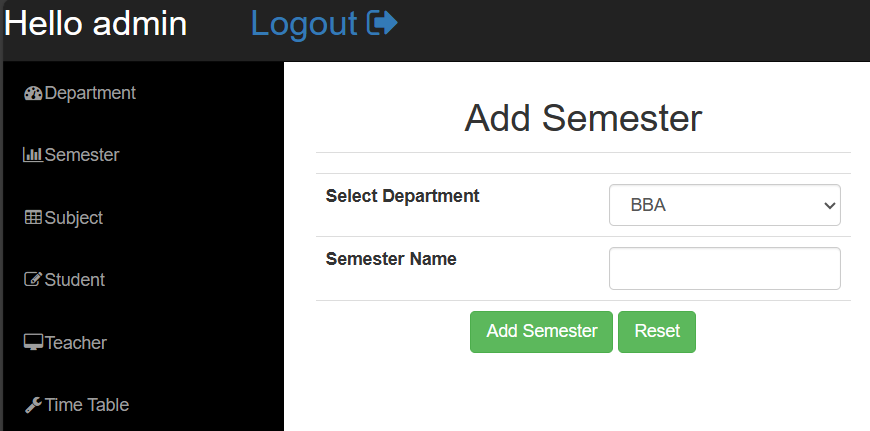 Hello admin Logout
Department
Semester
Subject
Student
Teacher
Time Table
Add Semester
Select Department BBA
Semester Name
Add Semester Reset